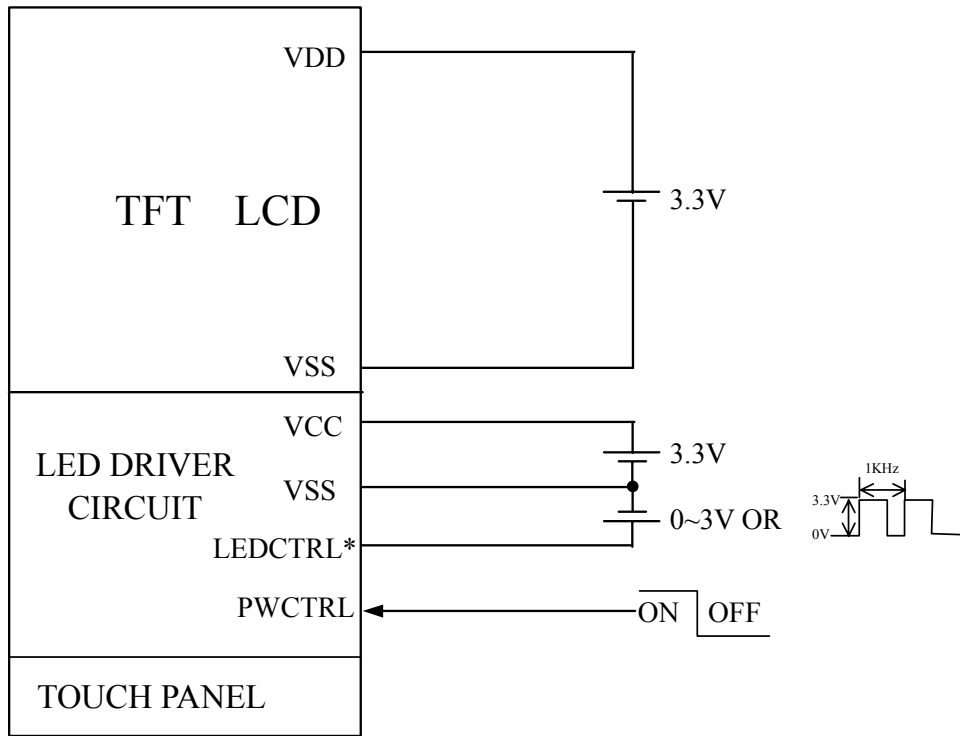 VDD
TFT LCD
3.3V
VSS
VCC
LED DRIVER
CIRCUIT
3.3V
VSS
0~3V OR
1KHz
3.3V
0V
LEDCTRL*
PWCTRL
ON
OFF
TOUCH PANEL